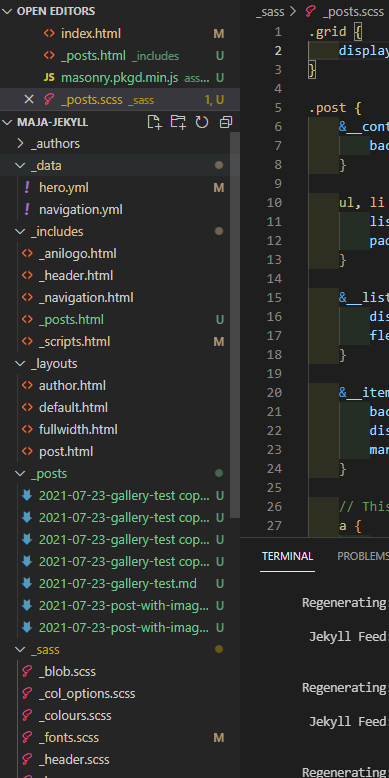 OPEN EDITORS
index.html M
_posts.html _includes U
masonry.pkgd.min.js ass... U
_posts.scss _sass 1, U
MAJA-JEKYLL
_authors
_data
hero.yml M
navigation.yml
_includes
_anilogo.html
_header.html
_navigation.html
_posts.html U
_scripts.html M
_layouts
author.html
default.html
fullwidth.html
post.html
_posts
2021-07-23-gallery-test cop... U
2021-07-23-gallery-test cop... U
2021-07-23-gallery-test cop... U
2021-07-23-gallery-test cop... U
2021-07-23-gallery-test.md U
2021-07-23-post-with-imag... U
2021-07-23-post-with-imag... U
_sass
_blob.scss
_col_options.scss
_colours.scss
_fonts.scss M
_header.scss
_sass > _posts.scss
1 .grid {
2 display
3 }
4
5 .post {
6 &__cont
7 bac
8 }
9
10 ul, li
11 lis
12 pad
13 }
14
15 &__list
16 dis
17 fle
18 }
19
20 &__item
21 bac
22 dis
23 mar
24 }
25
26 // This
27 a {
TERMINAL PROBLEMS
Regenerating:
Jekyll Feed:
Regenerating:
Jekyll Feed:
Regenerating: